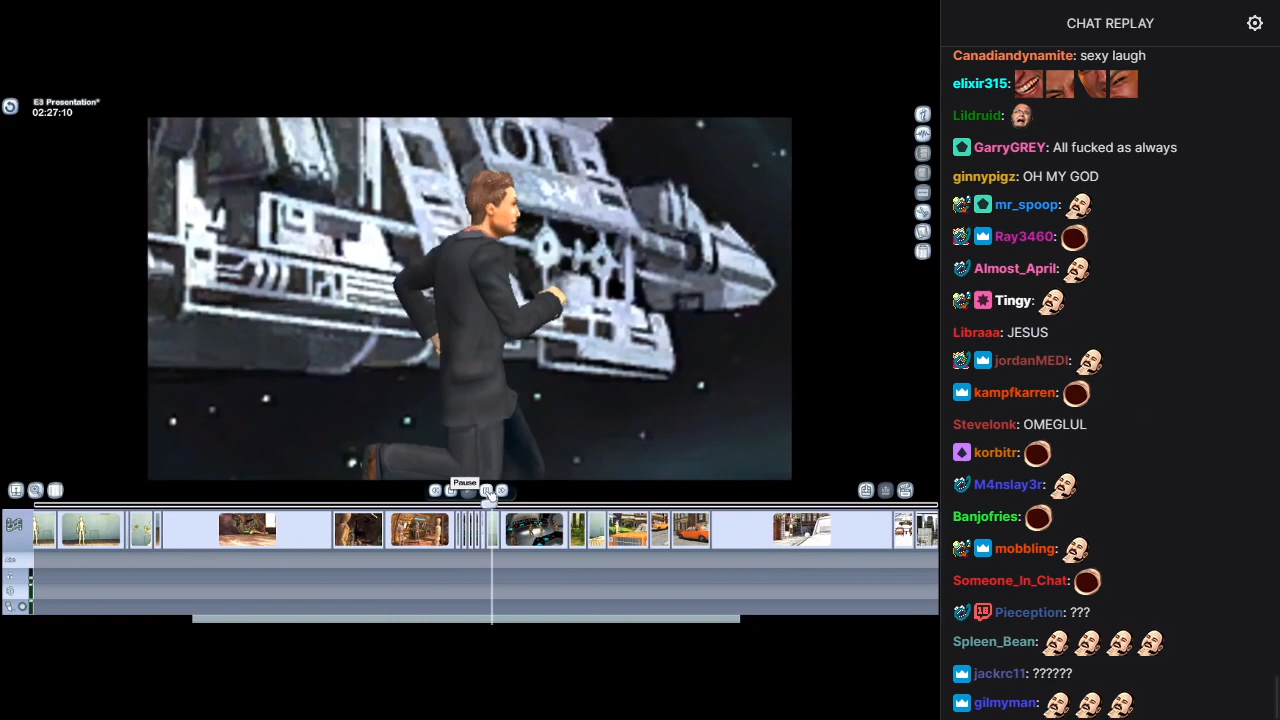 CHAT REPLAY
E3 Presentation*
02:27:10
Pause
Canadiandynamite: sexy laugh
elixir315:
Lildruid:
GarryGREY: All fucked as always
ginnypigz: OH MY GOD
mr_spoop:
Ray3460:
Almost_April:
Tingy:
Libraaa: JESUS
jordanMEDI:
kampfkarren:
Stevelonk: OMEGLUL
korbitr:
M4nslay3r:
Banjofries:
mobbling:
Someone_In_Chat:
18 Pieception: ???
Spleen_Bean:
jackrc11: ??????
gilmyman: